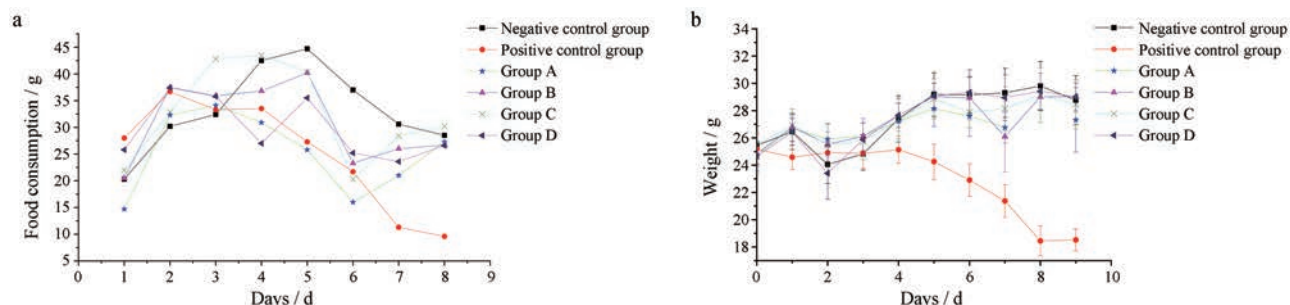 a
Food consumption / g
45
40
35
30
25
20
15
10
5
0
0 1 2 3 4 5 6 7 8 9
Days / d
Negative control group
Positive control group
Group A
Group B
Group C
Group D
b
Weight / g
34
32
30
28
26
24
22
20
18
0 2 4 6 8 10
Days / d
Negative control group
Positive control group
Group A
Group B
Group C
Group D